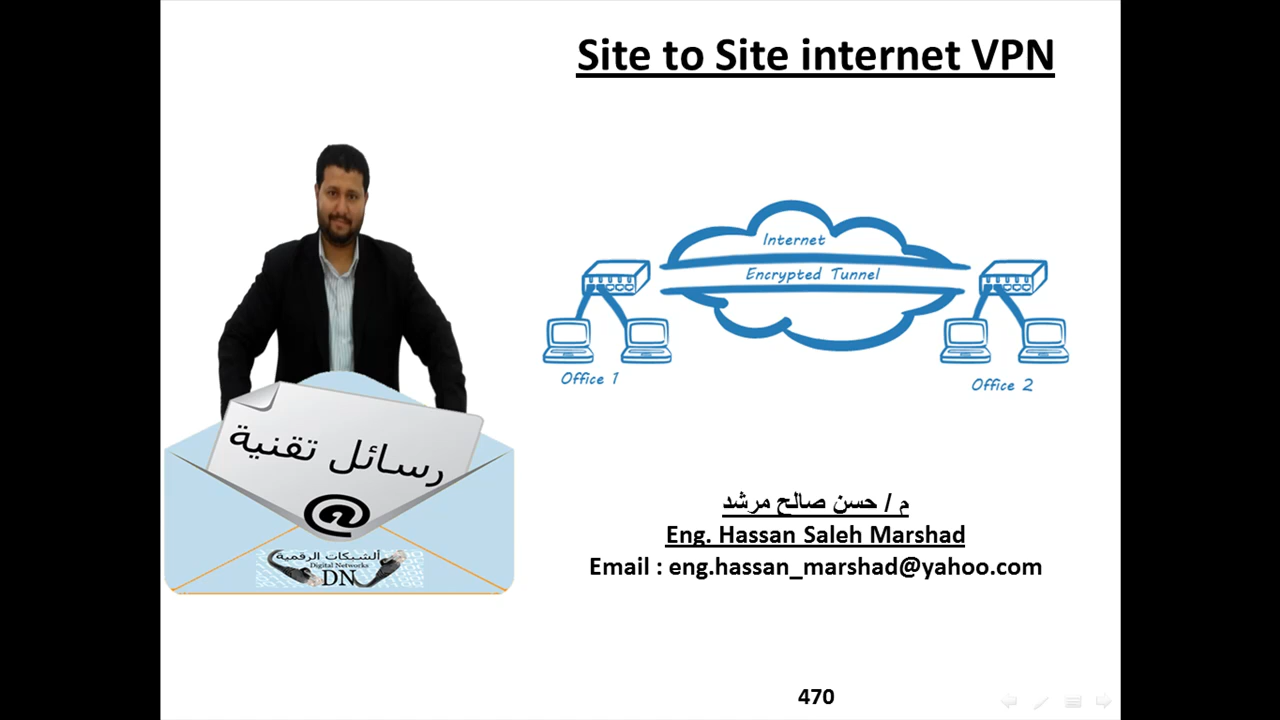 Site to Site internet VPN
Internet
Encrypted Tunnel
Office 1
Office 2
رسائل تقنية
@
الشبكات الرقمية
Digital Networks
DN
م / حسن صالح مرشد
Eng. Hassan Saleh Marshad
Email : eng.hassan_marshad@yahoo.com
470